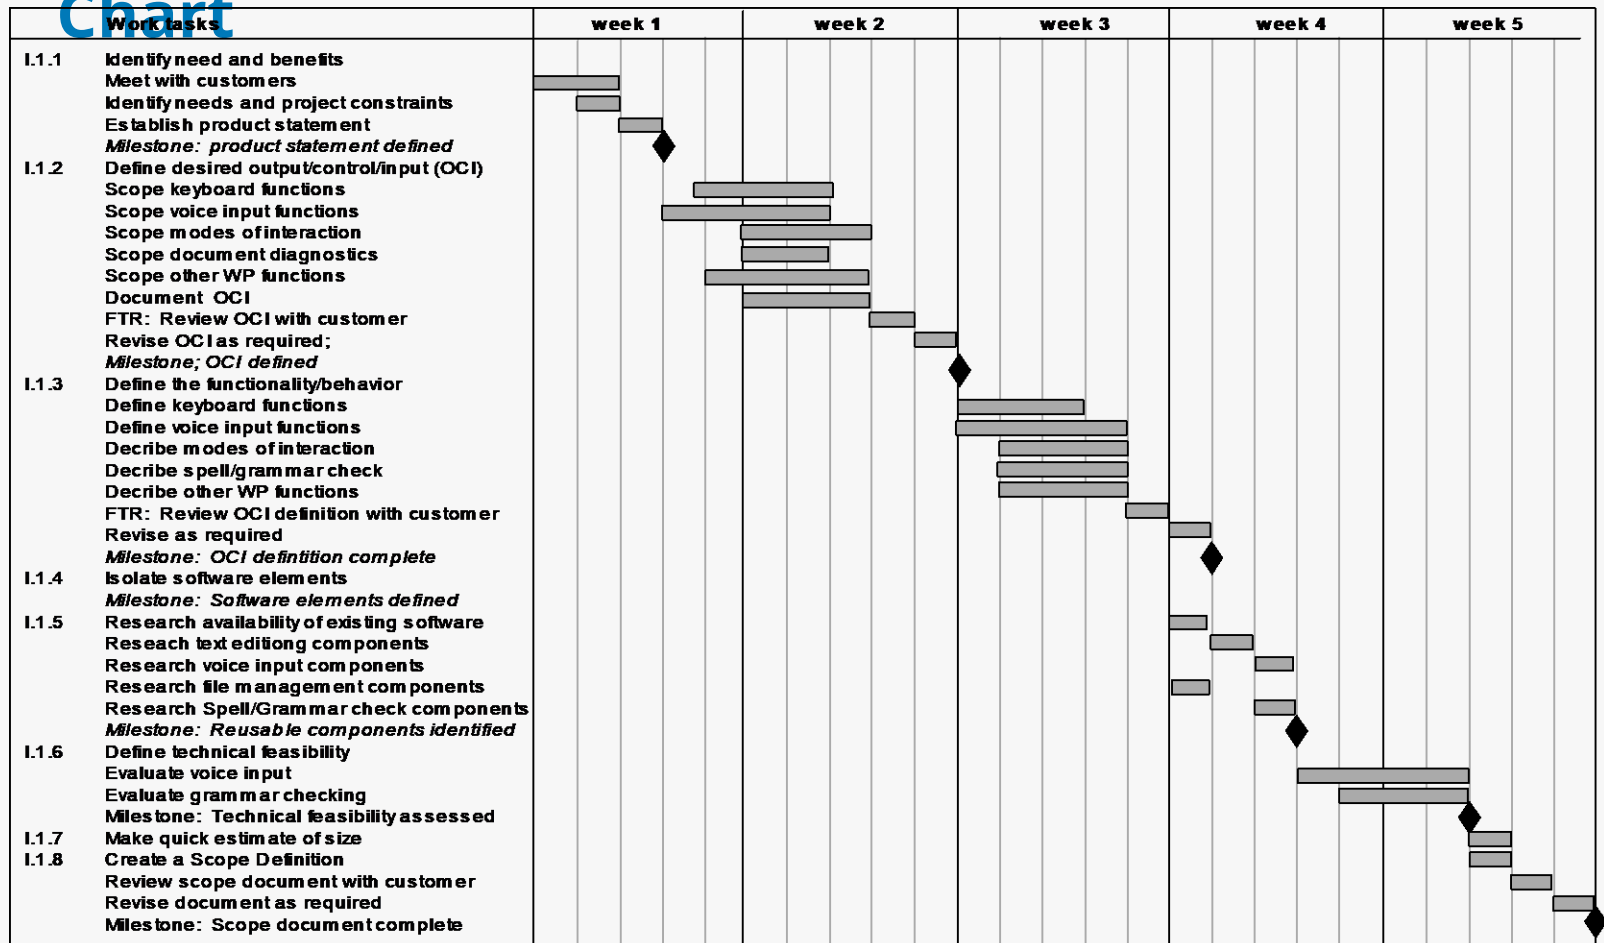 Chart
Work tasks week 1 week 2 week 3 week 4 week 5
I.1.1 Identify need and benefits
Meet with customers
Identify needs and project constraints
Establish product statement
Milestone: product statement defined
I.1.2 Define desired output/control/input (OCI)
Scope keyboard functions
Scope voice input functions
Scope modes of interaction
Scope document diagnostics
Scope other WP functions
Document OCI
FTR: Review OCI with customer
Revise OCI as required;
Milestone; OCI defined
I.1.3 Define the functionality/behavior
Define keyboard functions
Define voice input functions
Decribe modes of interaction
Decribe spell/grammar check
Decribe other WP functions
FTR: Review OCI definition with customer
Revise as required
Milestone: OCI defintition complete
I.1.4 Isolate software elements
Milestone: Software elements defined
I.1.5 Research availability of existing software
Reseach text editiong components
Research voice input components
Research file management components
Research Spell/Grammar check components
Milestone: Reusable components identified
I.1.6 Define technical feasibility
Evaluate voice input
Evaluate grammar checking
Milestone: Technical feasibility assessed
I.1.7 Make quick estimate of size
I.1.8 Create a Scope Definition
Review scope document with customer
Revise document as required
Milestone: Scope document complete